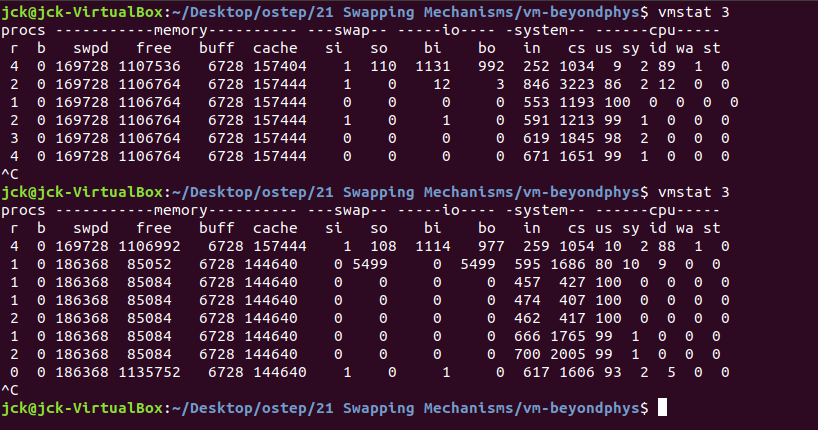 jck@jck-VirtualBox:~/Desktop/ostep/21 Swapping Mechanisms/vm-beyondphys$ vmstat 3
procs -----------memory---------- ---swap-- -----io---- -system-- ------cpu-----
 r  b   swpd   free   buff  cache   si   so    bi    bo   in   cs us sy id wa st
 4  0 169728 1107536   6728 157404    1  110  1131   992  252 1034  9  2 89  1  0
 2  0 169728 1106764   6728 157444    1    0    12     3  846 3223 86  2 12  0  0
 1  0 169728 1106764   6728 157444    0    0     0     0  553 1193 100  0  0  0  0
 2  0 169728 1106764   6728 157444    1    0     1     0  591 1213 99  1  0  0  0
 3  0 169728 1106764   6728 157444    0    0     0     0  619 1845 98  2  0  0  0
 4  0 169728 1106764   6728 157444    0    0     0     0  671 1651 99  1  0  0  0
^C
jck@jck-VirtualBox:~/Desktop/ostep/21 Swapping Mechanisms/vm-beyondphys$ vmstat 3
procs -----------memory---------- ---swap-- -----io---- -system-- ------cpu-----
 r  b   swpd   free   buff  cache   si   so    bi    bo   in   cs us sy id wa st
 4  0 169728 1106992   6728 157444    1  108  1114   977  259 1054 10  2 88  1  0
 1  0 186368  85052   6728 144640    0 5499     0  5499  595 1686 80 10  9  0  0
 1  0 186368  85084   6728 144640    0    0     0     0  457  427 100  0  0  0  0
 1  0 186368  85084   6728 144640    0    0     0     0  474  407 100  0  0  0  0
 2  0 186368  85084   6728 144640    0    0     0     0  462  417 100  0  0  0  0
 1  0 186368  85084   6728 144640    0    0     0     0  666 1765 99  1  0  0  0
 2  0 186368  85084   6728 144640    0    0     0     0  700 2005 99  1  0  0  0
 0  0 186368 1135752   6728 144640    1    0     1     0  617 1606 93  2  5  0  0
^C
jck@jck-VirtualBox:~/Desktop/ostep/21 Swapping Mechanisms/vm-beyondphys$